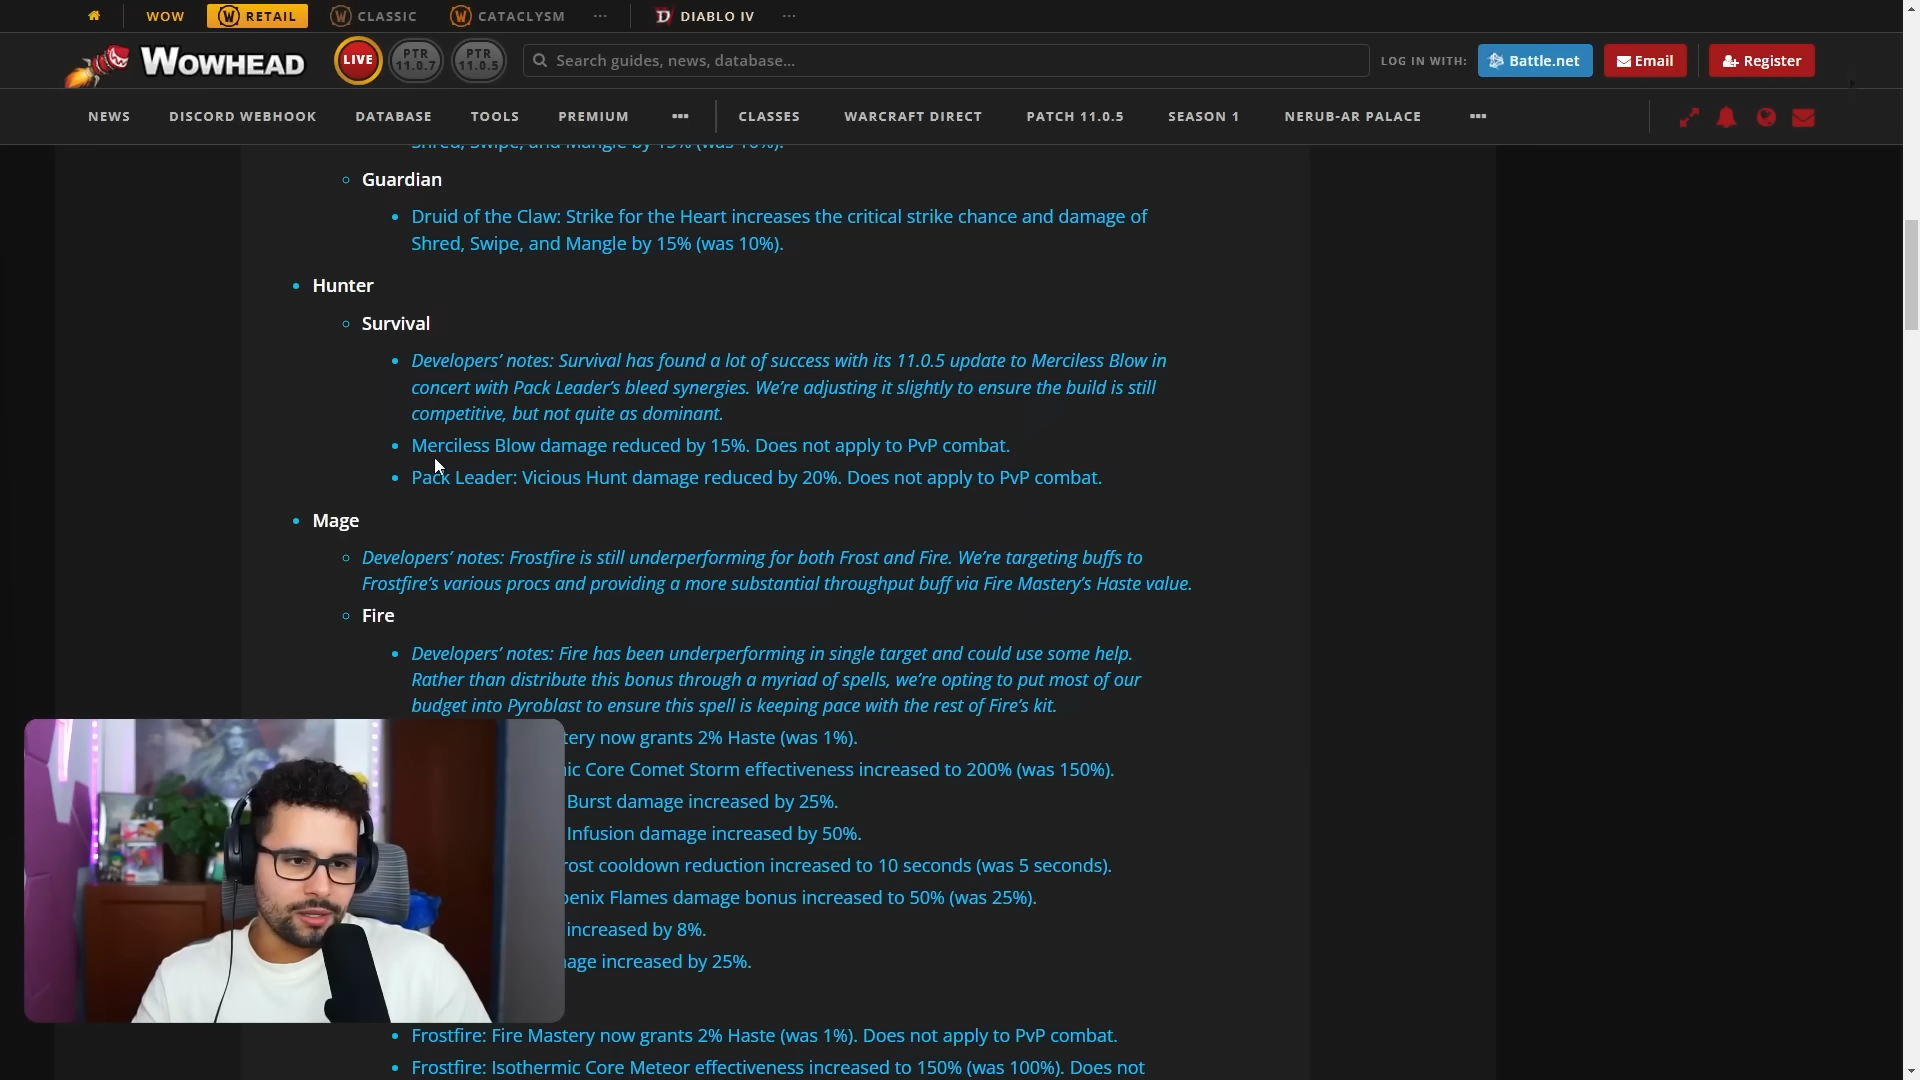 WOW
RETAIL
CLASSIC
CATACLYSM
DIABLO IV
WOWHEAD
LIVE
PTR
11.0.7
PTR
11.0.5
Search guides, news, database...
LOG IN WITH:
Battle.net
Email
Register
NEWS
DISCORD WEBHOOK
DATABASE
TOOLS
PREMIUM
CLASSES
WARCRAFT DIRECT
PATCH 11.0.5
SEASON 1
NERUB-AR PALACE
Shred, Swipe, and Mangle by 15% (was 10%).
Guardian
Druid of the Claw: Strike for the Heart increases the critical strike chance and damage of
Shred, Swipe, and Mangle by 15% (was 10%).
Hunter
Survival
Developers’ notes: Survival has found a lot of success with its 11.0.5 update to Merciless Blow in
concert with Pack Leader’s bleed synergies. We’re adjusting it slightly to ensure the build is still
competitive, but not quite as dominant.
Merciless Blow damage reduced by 15%. Does not apply to PvP combat.
Pack Leader: Vicious Hunt damage reduced by 20%. Does not apply to PvP combat.
Mage
Developers’ notes: Frostfire is still underperforming for both Frost and Fire. We’re targeting buffs to
Frostfire’s various procs and providing a more substantial throughput buff via Fire Mastery’s Haste value.
Fire
Developers’ notes: Fire has been underperforming in single target and could use some help.
Rather than distribute this bonus through a myriad of spells, we’re opting to put most of our
budget into Pyroblast to ensure this spell is keeping pace with the rest of Fire’s kit.
tery now grants 2% Haste (was 1%).
ic Core Comet Storm effectiveness increased to 200% (was 150%).
Burst damage increased by 25%.
Infusion damage increased by 50%.
rost cooldown reduction increased to 10 seconds (was 5 seconds).
enix Flames damage bonus increased to 50% (was 25%).
increased by 8%.
age increased by 25%.
Frostfire: Fire Mastery now grants 2% Haste (was 1%). Does not apply to PvP combat.
Frostfire: Isothermic Core Meteor effectiveness increased to 150% (was 100%). Does not